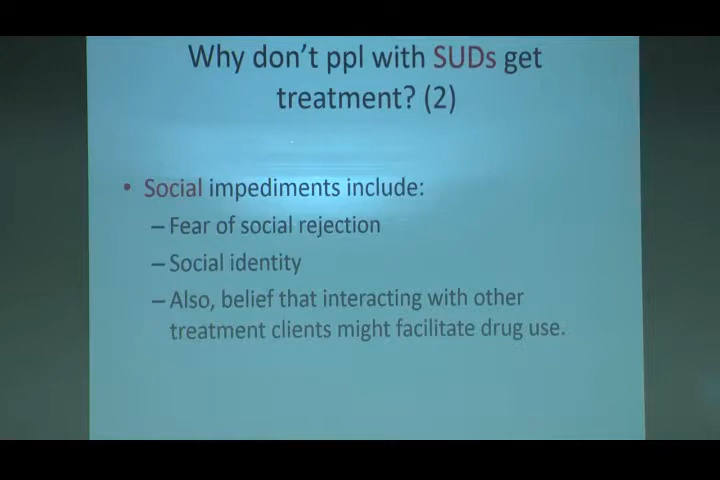 Why don't ppl with SUDs get
treatment? (2)
• Social impediments include:
– Fear of social rejection
– Social identity
– Also, belief that interacting with other
treatment clients might facilitate drug use.